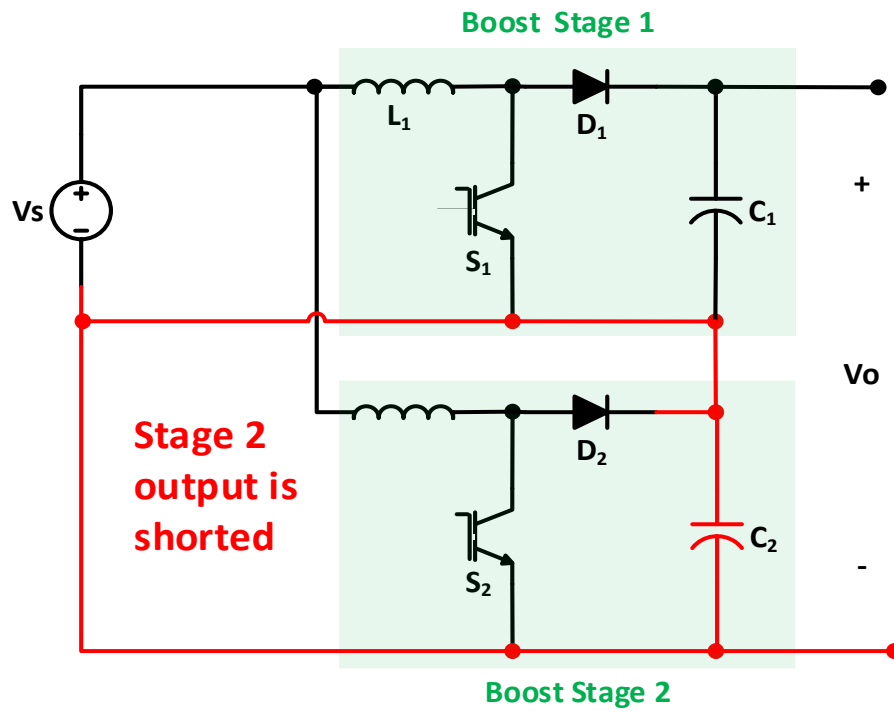 Boost Stage 1
L₁
D₁
+
Vs
+
−
S₁
C₁
Vo
Stage 2
output is
shorted
D₂
S₂
C₂
-
Boost Stage 2